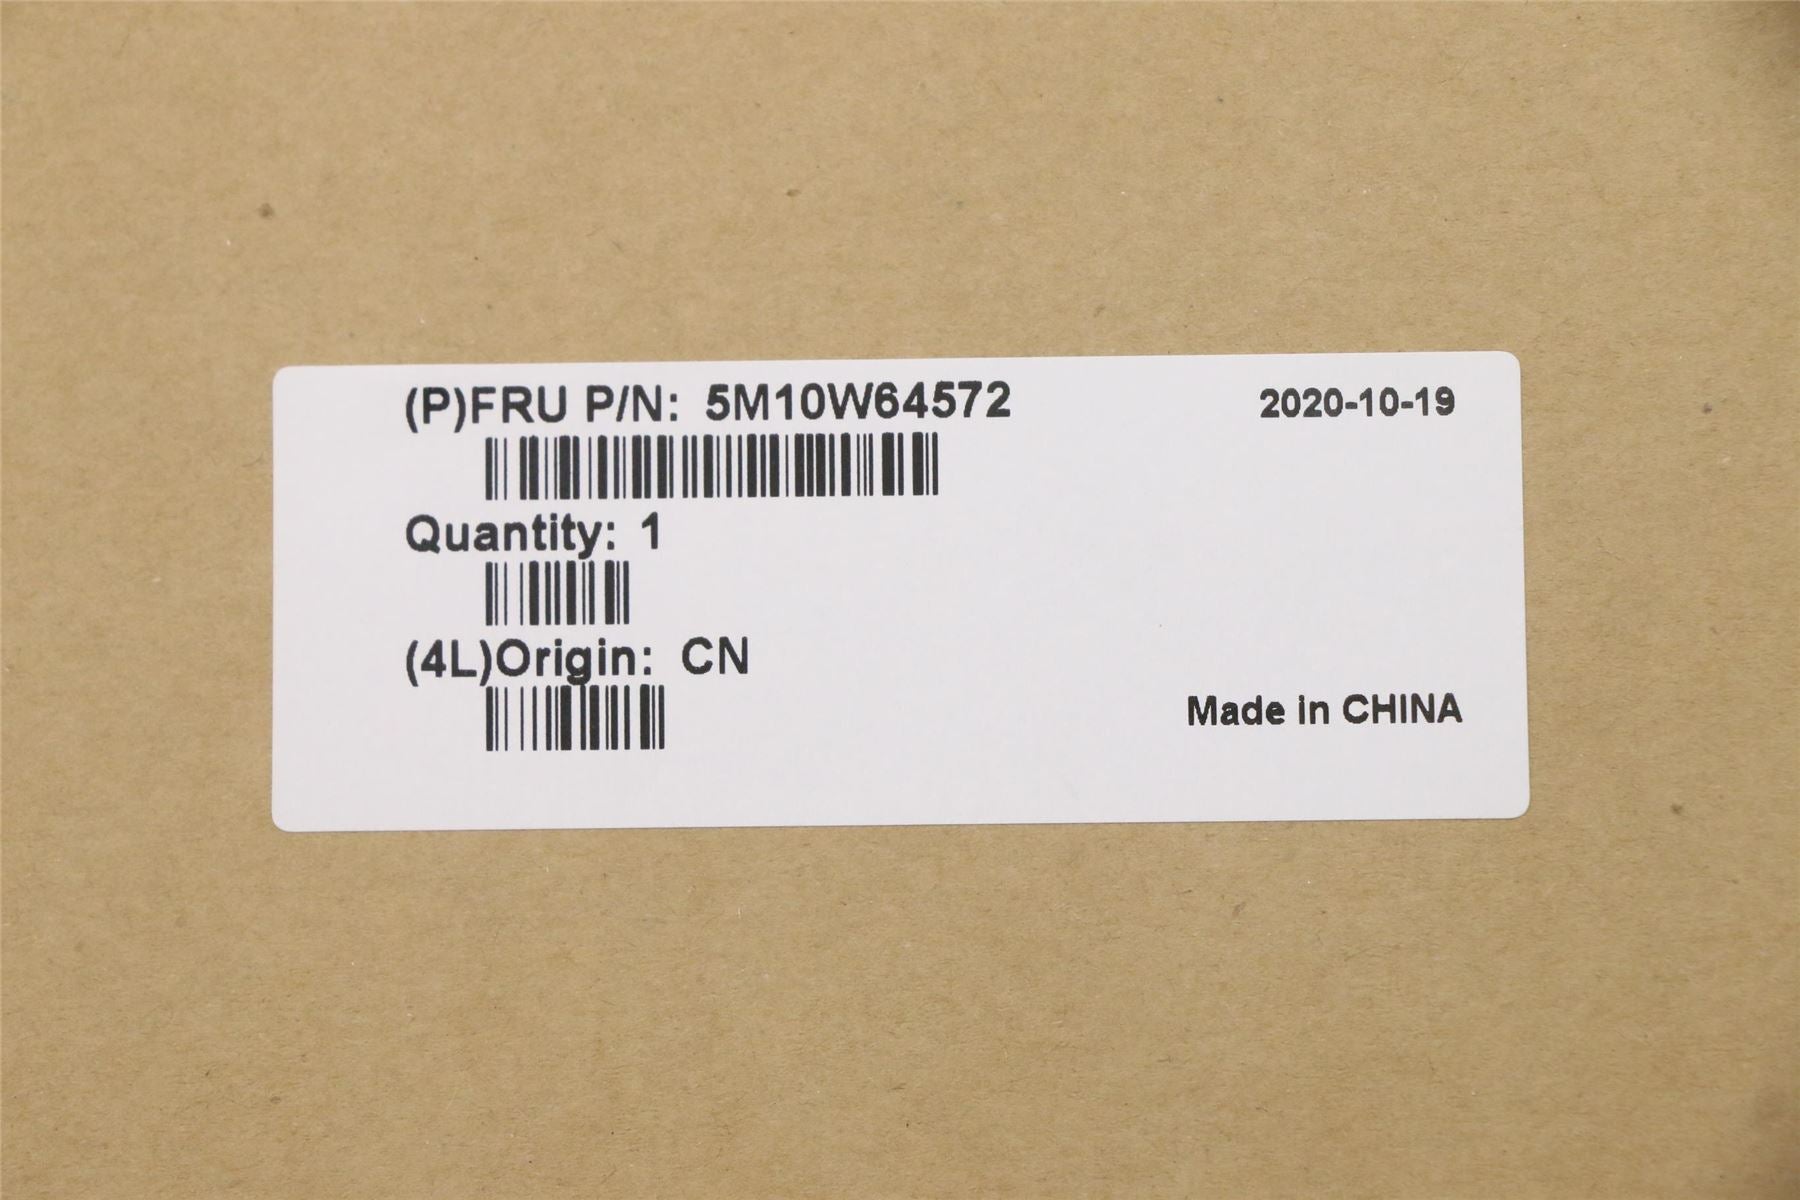 (P)FRU P/N: 5M10W64572 2020-10-19
Quantity: 1
(4L)Origin: CN
Made in CHINA